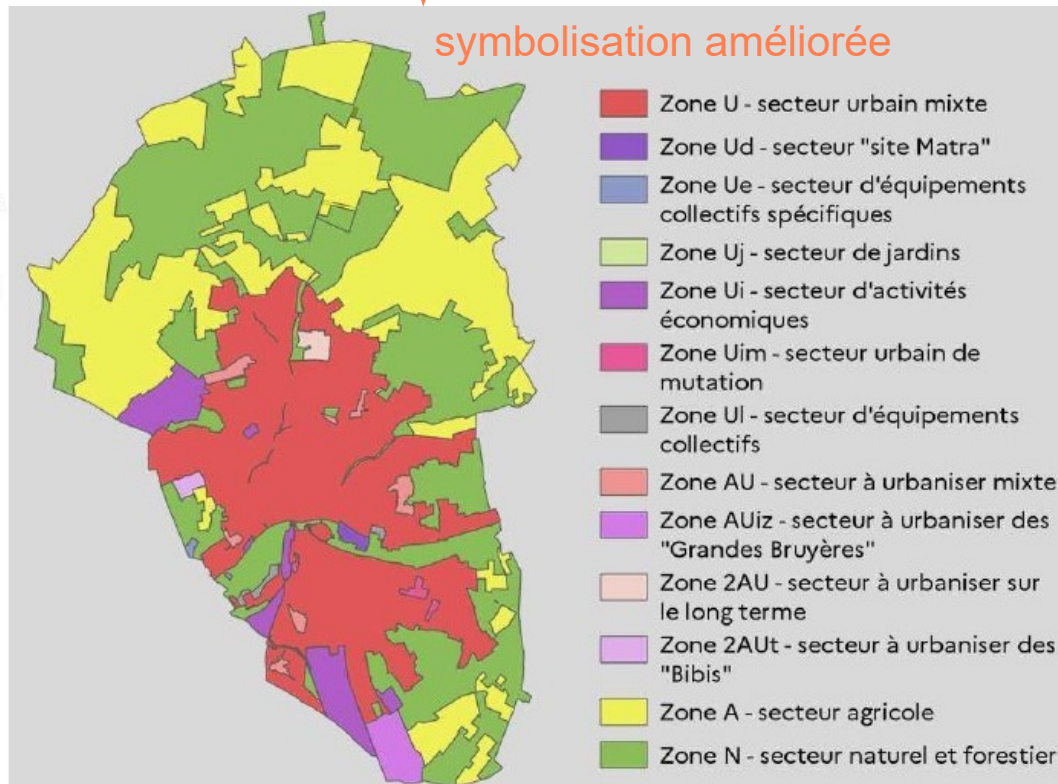 symbolisation améliorée
Zone U - secteur urbain mixte
Zone Ud - secteur "site Matra"
Zone Ue - secteur d'équipements
collectifs spécifiques
Zone Uj - secteur de jardins
Zone Ui - secteur d'activités
économiques
Zone Uim - secteur urbain de
mutation
Zone Ul - secteur d'équipements
collectifs
Zone AU - secteur à urbaniser mixte
Zone AUiz - secteur à urbaniser des
"Grandes Bruyères"
Zone 2AU - secteur à urbaniser sur
le long terme
Zone 2AUt - secteur à urbaniser des
"Bibis"
Zone A - secteur agricole
Zone N - secteur naturel et forestier